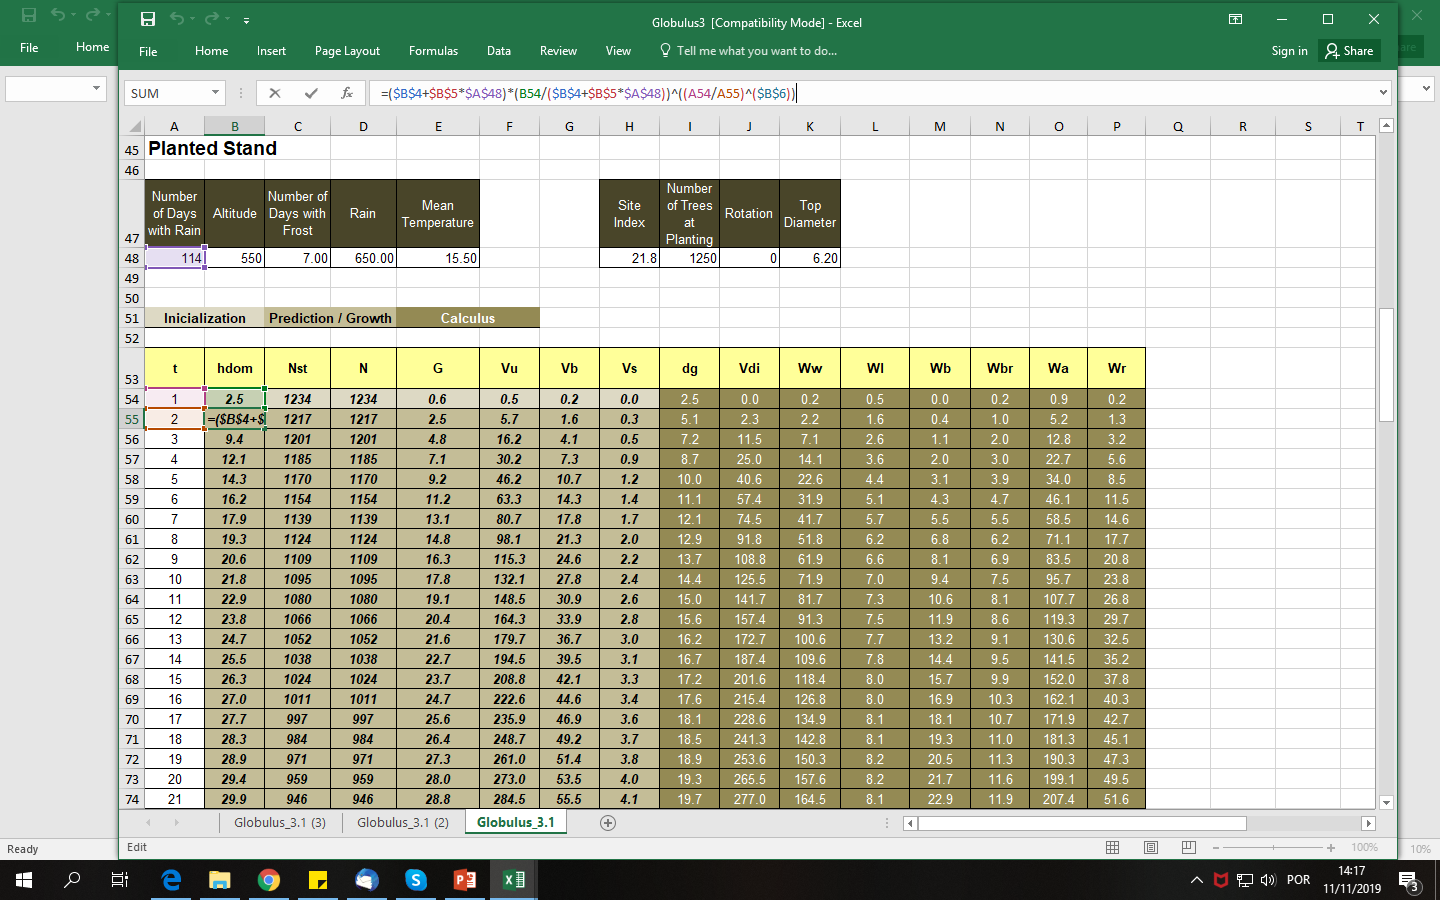 File Home
Globulus3 [Compatibility Mode] - Excel
File Home Insert Page Layout Formulas Data Review View Tell me what you want to do... Sign in Share
SUM fx =($B$4+$B$5*$A$48)*(B54/($B$4+$B$5*$A$48))^((A54/A55)^($B$6))
A B C D E F G H I J K L M N O P Q R S T
45 Planted Stand
46
47 Number of Days with Rain Altitude Number of Days with Frost Rain Mean Temperature Site Index Number of Trees at Planting Rotation Top Diameter
48 114 550 7.00 650.00 15.50 21.8 1250 0 6.20
49
50
51 Inicialization Prediction / Growth Calculus
52
53 t hdom Nst N G Vu Vb Vs dg Vdi Ww Wl Wb Wbr Wa Wr
54 1 2.5 1234 1234 0.6 0.5 0.2 0.0 2.5 0.0 0.2 0.5 0.0 0.2 0.9 0.2
55 2 =($B$4+$ 1217 1217 2.5 5.7 1.6 0.3 5.1 2.3 2.2 1.6 0.4 1.0 5.2 1.3
56 3 9.4 1201 1201 4.8 16.2 4.1 0.5 7.2 11.5 7.1 2.6 1.1 2.0 12.8 3.2
57 4 12.1 1185 1185 7.1 30.2 7.3 0.9 8.7 25.0 14.1 3.6 2.0 3.0 22.7 5.6
58 5 14.3 1170 1170 9.2 46.2 10.7 1.2 10.0 40.6 22.6 4.4 3.1 3.9 34.0 8.5
59 6 16.2 1154 1154 11.2 63.3 14.3 1.4 11.1 57.4 31.9 5.1 4.3 4.7 46.1 11.5
60 7 17.9 1139 1139 13.1 80.7 17.8 1.7 12.1 74.5 41.7 5.7 5.5 5.5 58.5 14.6
61 8 19.3 1124 1124 14.8 98.1 21.3 2.0 12.9 91.8 51.8 6.2 6.8 6.2 71.1 17.7
62 9 20.6 1109 1109 16.3 115.3 24.6 2.2 13.7 108.8 61.9 6.6 8.1 6.9 83.5 20.8
63 10 21.8 1095 1095 17.8 132.1 27.8 2.4 14.4 125.5 71.9 7.0 9.4 7.5 95.7 23.8
64 11 22.9 1080 1080 19.1 148.5 30.9 2.6 15.0 141.7 81.7 7.3 10.6 8.1 107.7 26.8
65 12 23.8 1066 1066 20.4 164.3 33.9 2.8 15.6 157.4 91.3 7.5 11.9 8.6 119.3 29.7
66 13 24.7 1052 1052 21.6 179.7 36.7 3.0 16.2 172.7 100.6 7.7 13.2 9.1 130.6 32.5
67 14 25.5 1038 1038 22.7 194.5 39.5 3.1 16.7 187.4 109.6 7.8 14.4 9.5 141.5 35.2
68 15 26.3 1024 1024 23.7 208.8 42.1 3.3 17.2 201.6 118.4 8.0 15.7 9.9 152.0 37.8
69 16 27.0 1011 1011 24.7 222.6 44.6 3.4 17.6 215.4 126.8 8.0 16.9 10.3 162.1 40.3
70 17 27.7 997 997 25.6 235.9 46.9 3.6 18.1 228.6 134.9 8.1 18.1 10.7 171.9 42.7
71 18 28.3 984 984 26.4 248.7 49.2 3.7 18.5 241.3 142.8 8.1 19.3 11.0 181.3 45.1
72 19 28.9 971 971 27.3 261.0 51.4 3.8 18.9 253.6 150.3 8.2 20.5 11.3 190.3 47.3
73 20 29.4 959 959 28.0 273.0 53.5 4.0 19.3 265.5 157.6 8.2 21.7 11.6 199.1 49.5
74 21 29.9 946 946 28.8 284.5 55.5 4.1 19.7 277.0 164.5 8.1 22.9 11.9 207.4 51.6
Globulus_3.1 (3) Globulus_3.1 (2) Globulus_3.1
Ready Edit 100% 10%
POR 14:17
11/11/2019 3